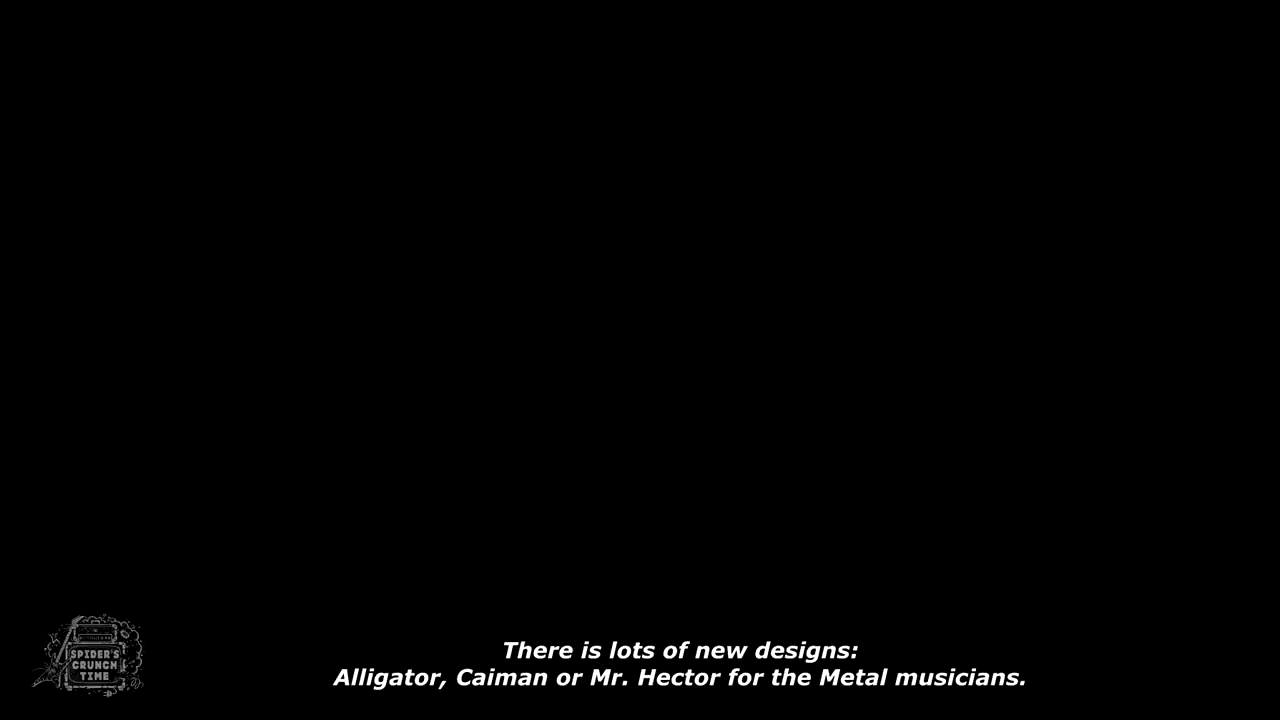 There is lots of new designs:
Alligator, Caiman or Mr. Hector for the Metal musicians.
SPIDER'S
CRUNCH
TIME